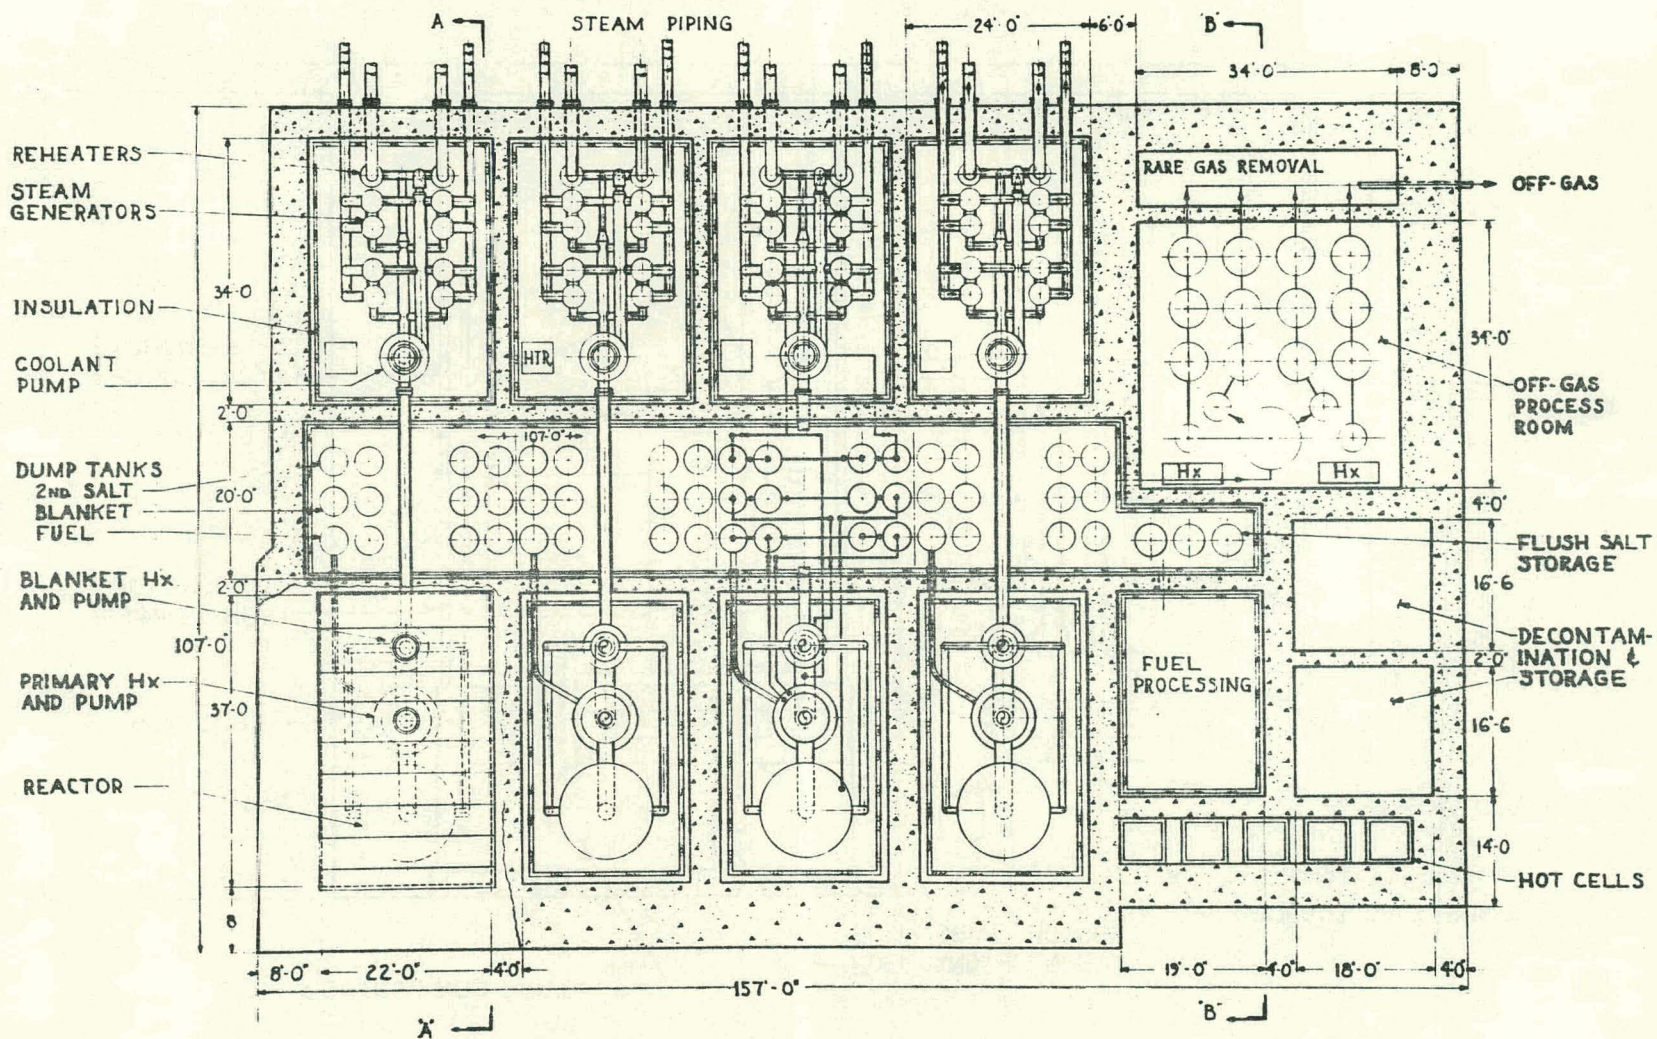 A
STEAM PIPING
24'-0"
6'-0"
"B"
34'-0
8'-0
REHEATERS
STEAM
GENERATORS
INSULATION
COOLANT
PUMP
DUMP TANKS
2ND SALT
BLANKET
FUEL
BLANKET Hx
AND PUMP
PRIMARY Hx
AND PUMP
REACTOR
34'-0
2'-0"
20'-0"
2'-0"
107'-0"
37'-0
8
HTR
107'-0"
RARE GAS REMOVAL
OFF-GAS
34'-0"
OFF-GAS
PROCESS
ROOM
Hx
Hx
4'-0"
FLUSH SALT
STORAGE
16'-6
DECONTAM-
INATION &
STORAGE
2'-0"
16'-6
FUEL
PROCESSING
14'-0
HOT CELLS
8'-0"
22'-0"
4'-0"
19'-0"
4'-0"
18'-0"
4'-0"
157'-0"
"A"
"B"